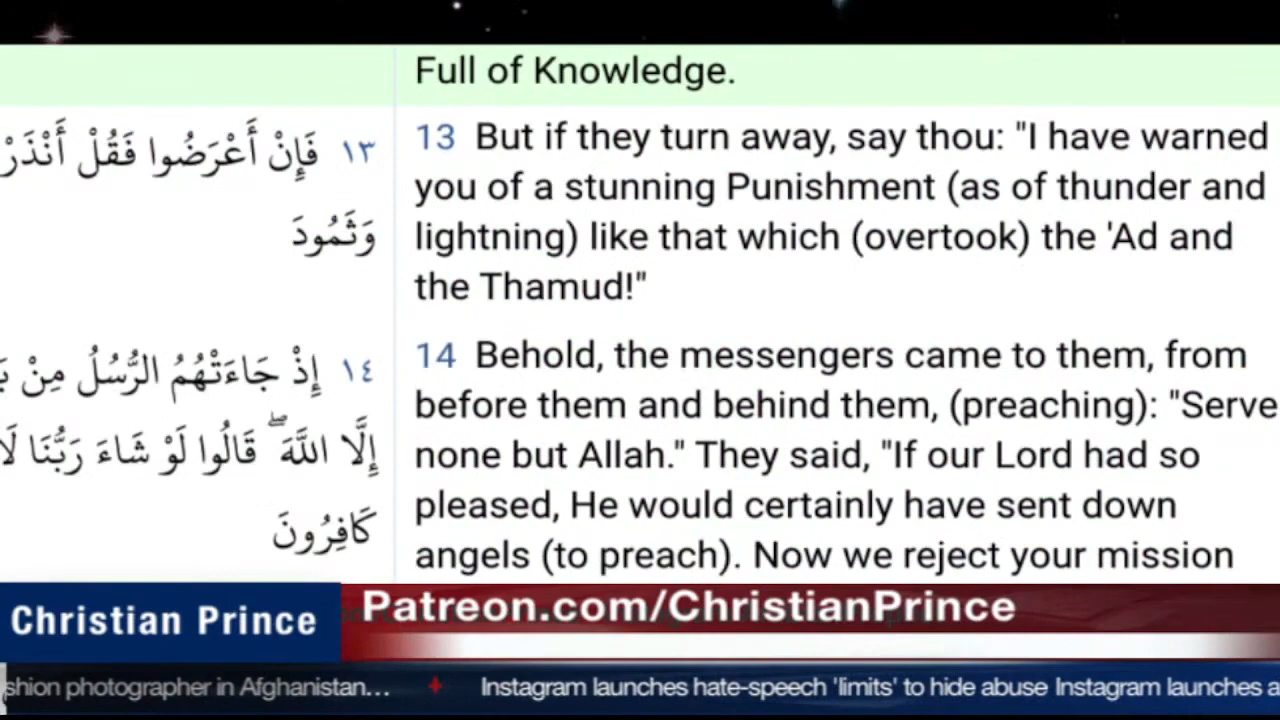 Full of Knowledge.
١٣ فَإِنْ أَعْرَضُوا فَقُلْ
وَثَمُودَ
13 But if they turn away, say thou: "I have warned
you of a stunning Punishment (as of thunder and
lightning) like that which (overtook) the 'Ad and
the Thamud!"
١٤ إِذْ جَاءَتْهُمُ الرُّسُلُ مِنْ
إِلَّا اللَّهَ ۖ قَالُوا لَوْ شَاءَ رَبُّنَا
كَافِرُونَ
14 Behold, the messengers came to them, from
before them and behind them, (preaching): "Serve
none but Allah." They said, "If our Lord had so
pleased, He would certainly have sent down
angels (to preach). Now we reject your mission
Christian Prince
Patreon.com/ChristianPrince
photographer in Afghanistan... Instagram launches hate-speech 'limits' to hide abuse Instagram launches